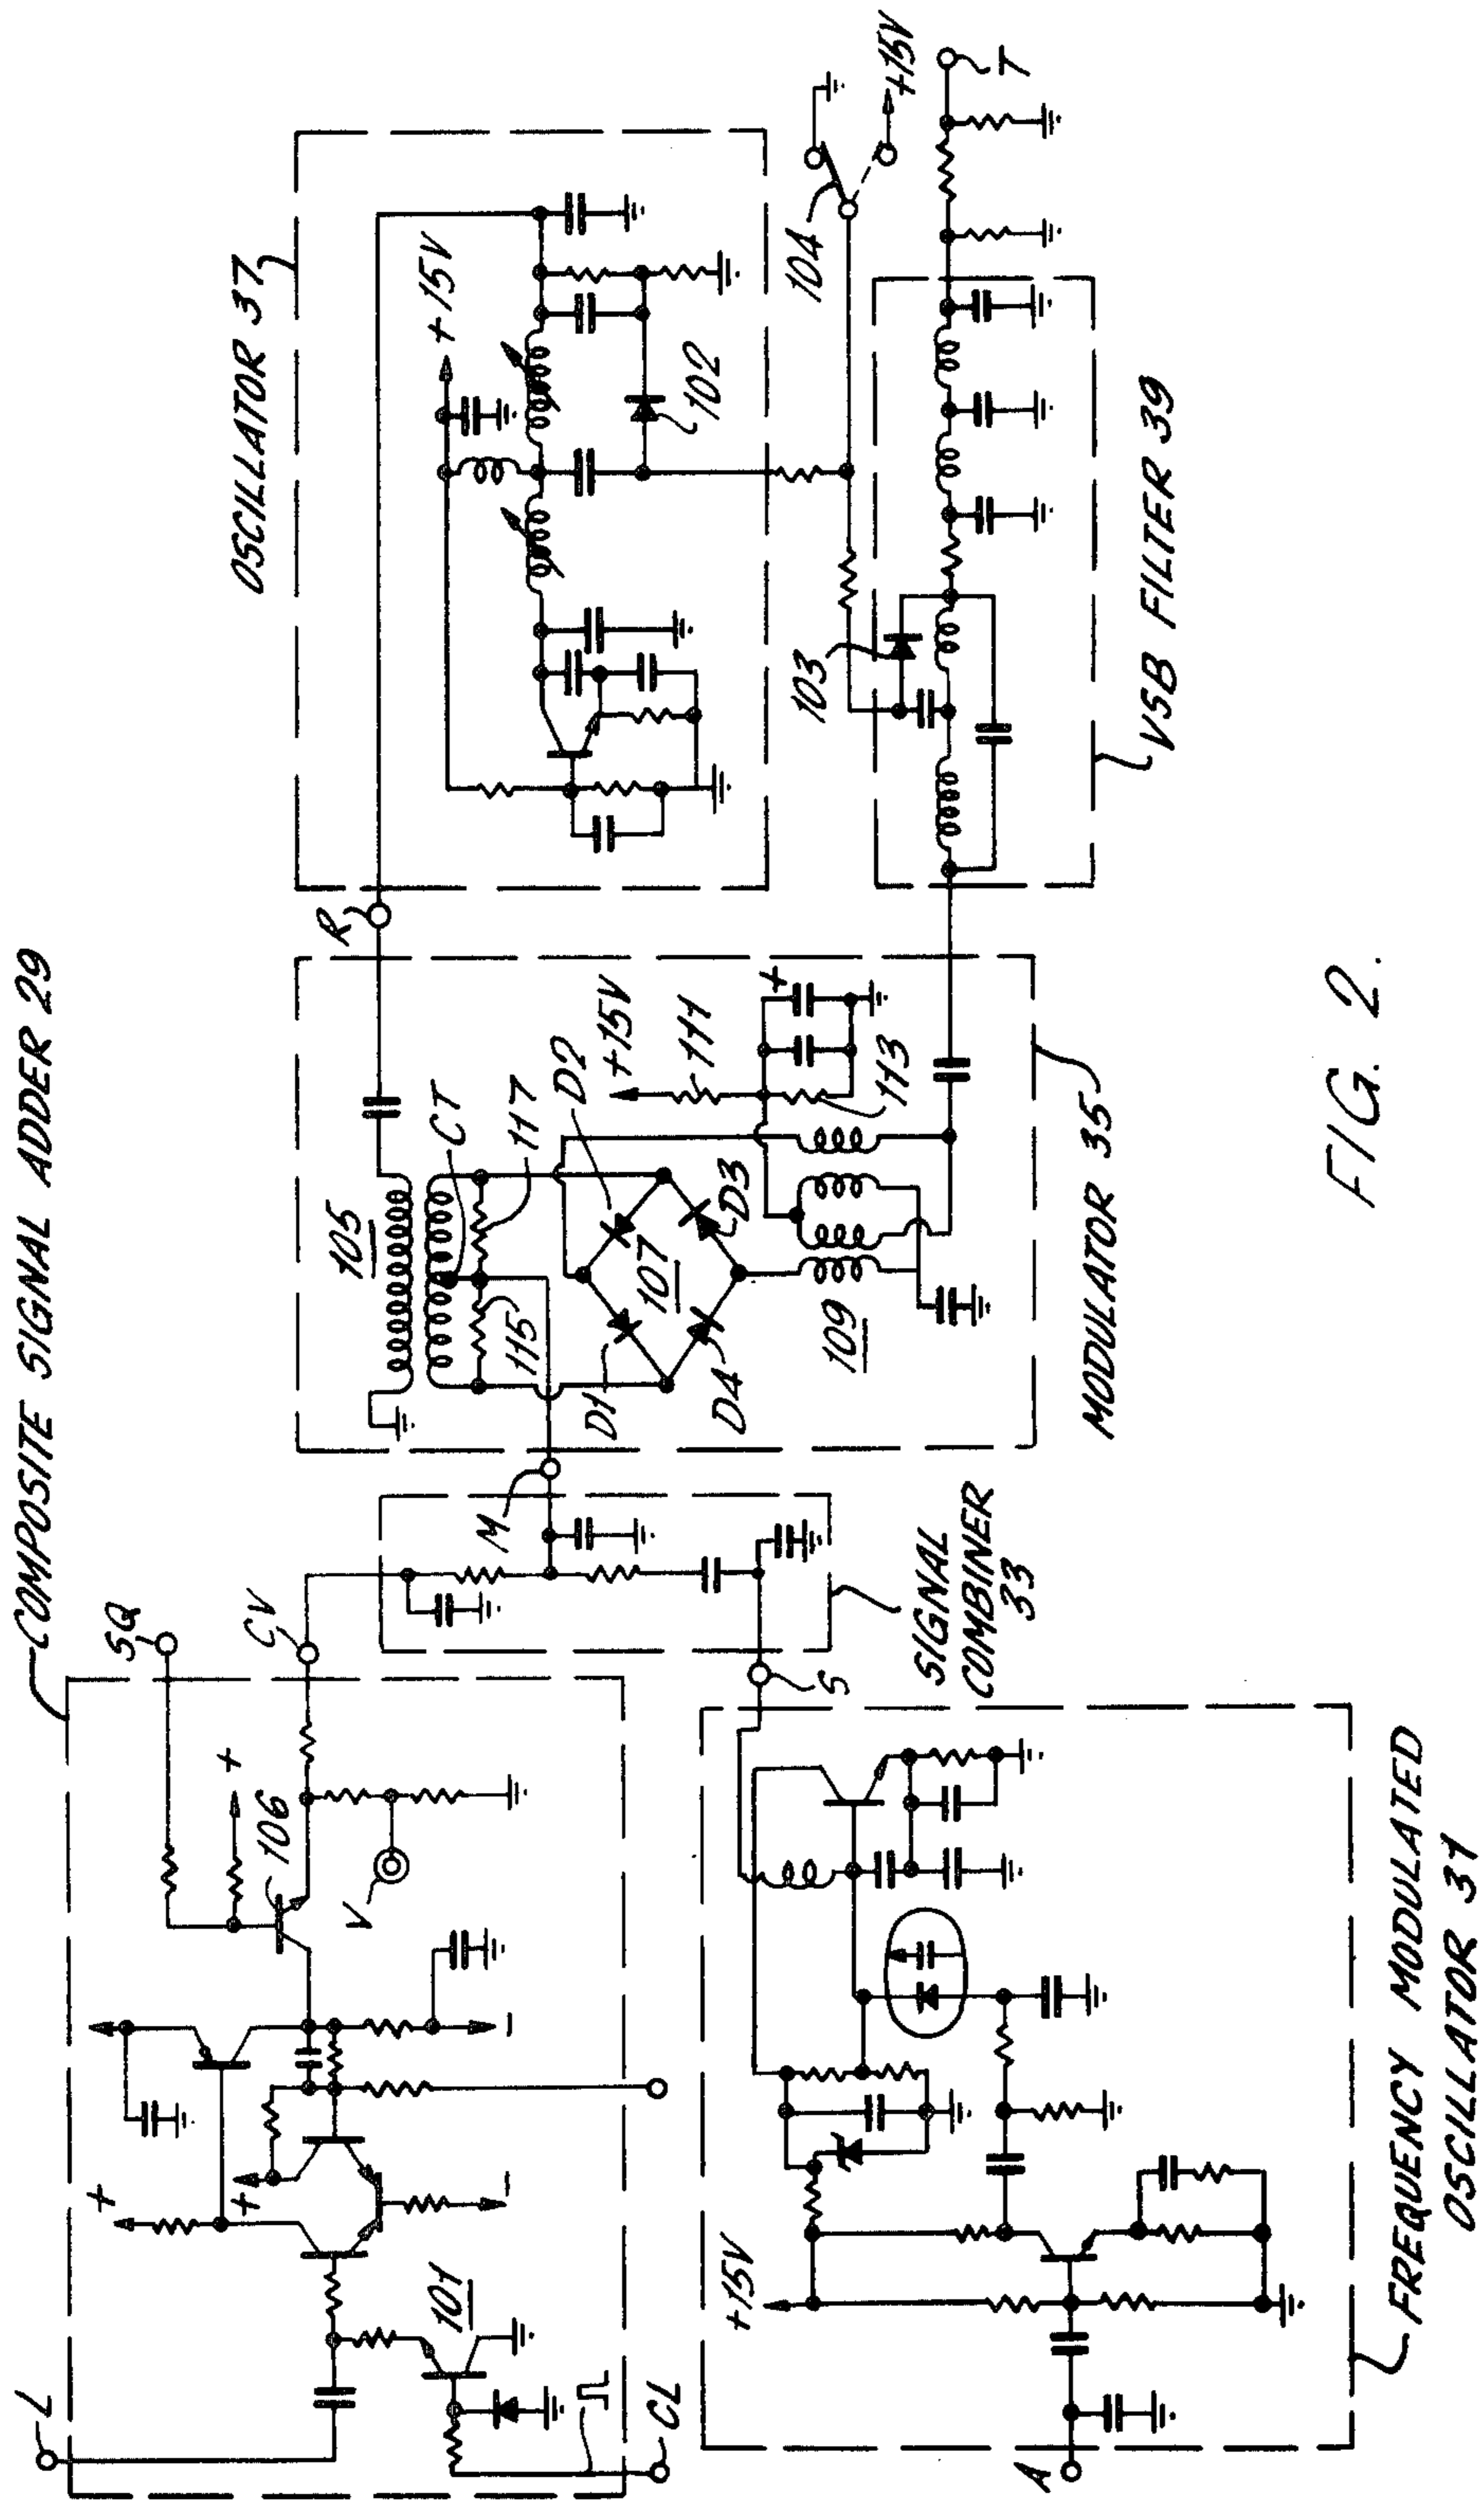 COMPOSITE SIGNAL ADDER 29
L
+
+
-
-
101
CL
SQ
+
106
V
CV
SIGNAL
COMBINER
33
M
S
A
+15V
FREQUENCY MODULATED
OSCILLATOR 31
105
CT
115
117
D1
D2
107
D3
D4
109
+15V
111
+
113
MODULATOR 35
R
OSCILLATOR 37
+15V
102
103
104
+15V
T
VSB FILTER 39
FIG. 2.